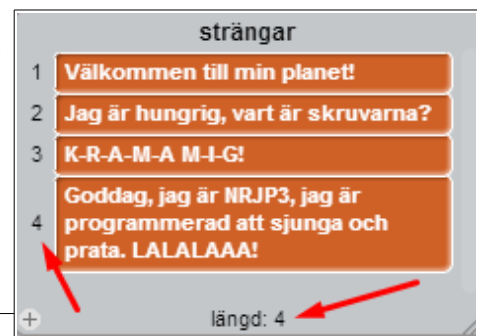 strängar
1 Välkommen till min planet!
2 Jag är hungrig, vart är skruvarna?
3 K-R-A-M-A M-I-G!
4 Goddag, jag är NRJP3, jag är
programmerad att sjunga och
prata. LALALAAA!
+ längd: 4